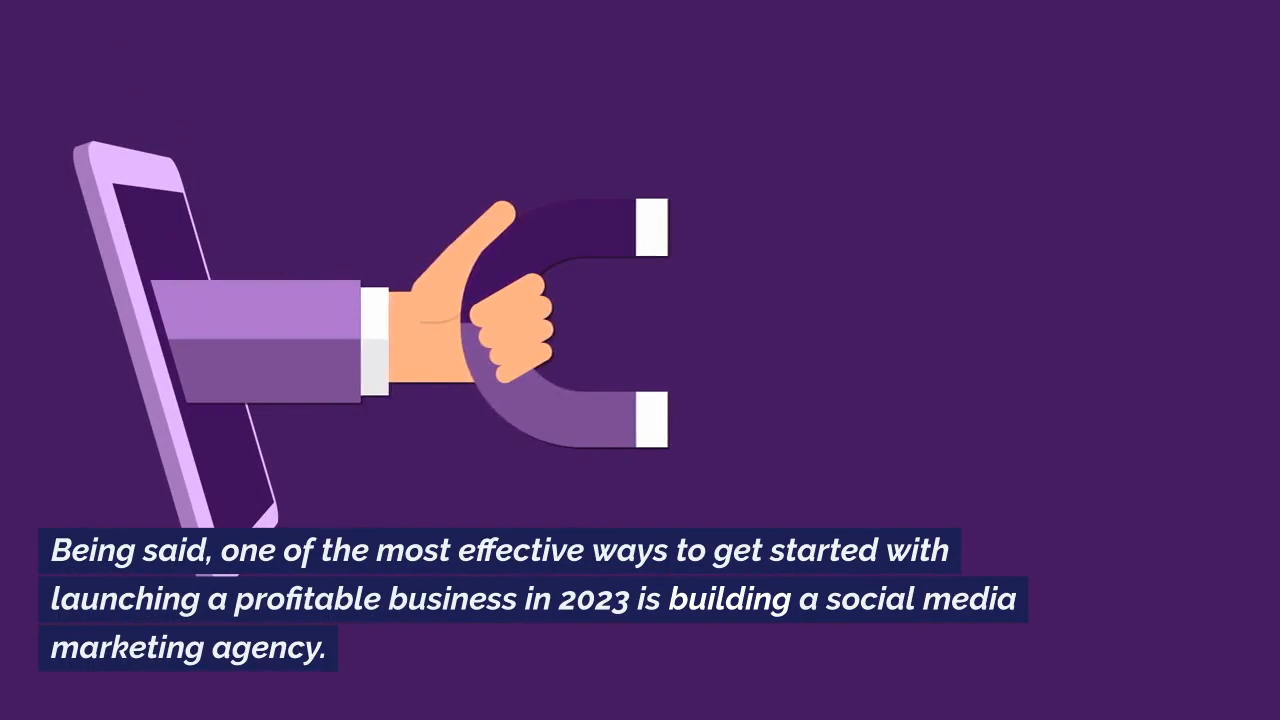 Being said, one of the most effective ways to get started with
launching a profitable business in 2023 is building a social media
marketing agency.